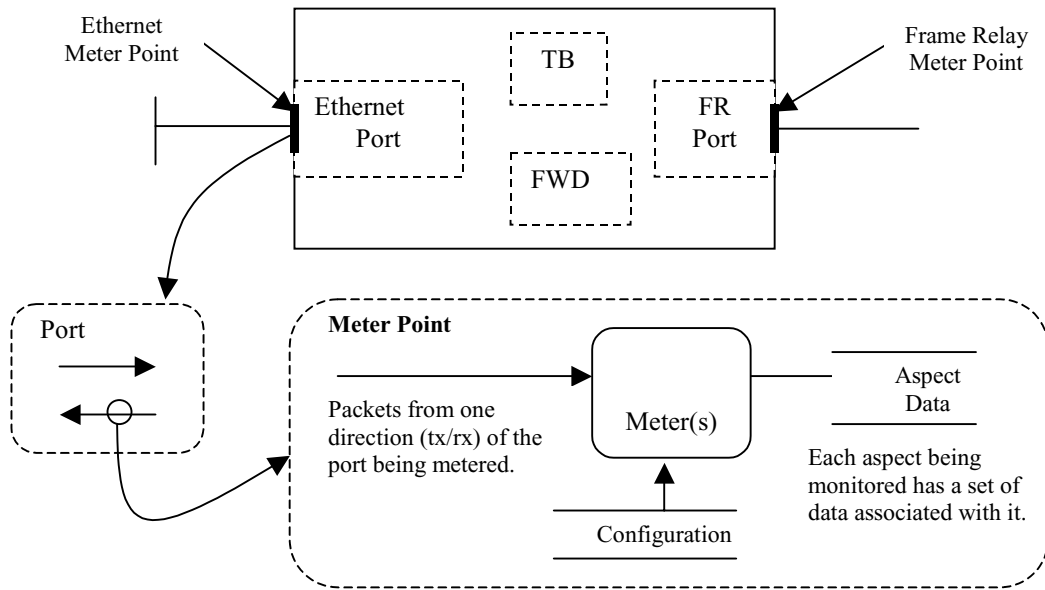 Ethernet
Meter Point
TB
Frame Relay
Meter Point
Ethernet
Port
FR
Port
FWD
Port
Meter Point
Packets from one
direction (tx/rx) of the
port being metered.
Meter(s)
Configuration
Aspect
Data
Each aspect being
monitored has a set of
data associated with it.